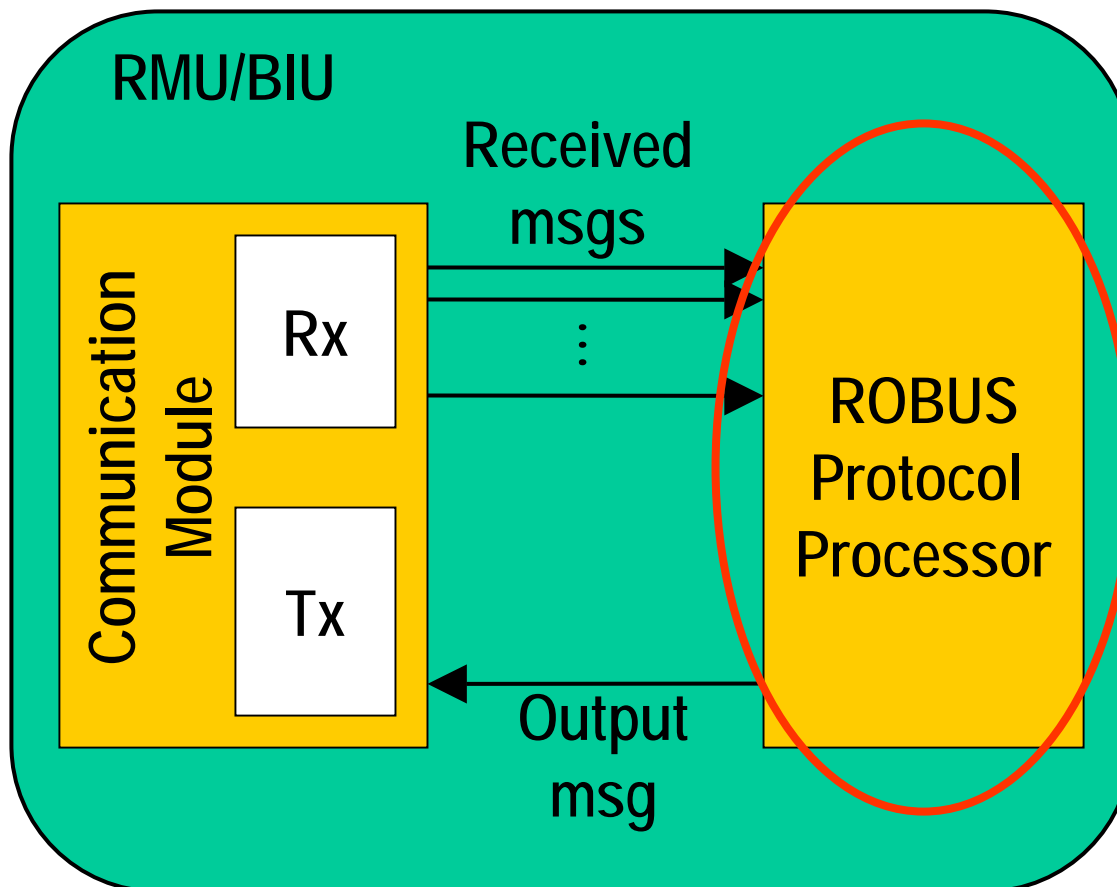 RMU/BIU
Received
msgs
Communication
Module
Rx
...
ROBUS
Protocol
Processor
Tx
Output
msg